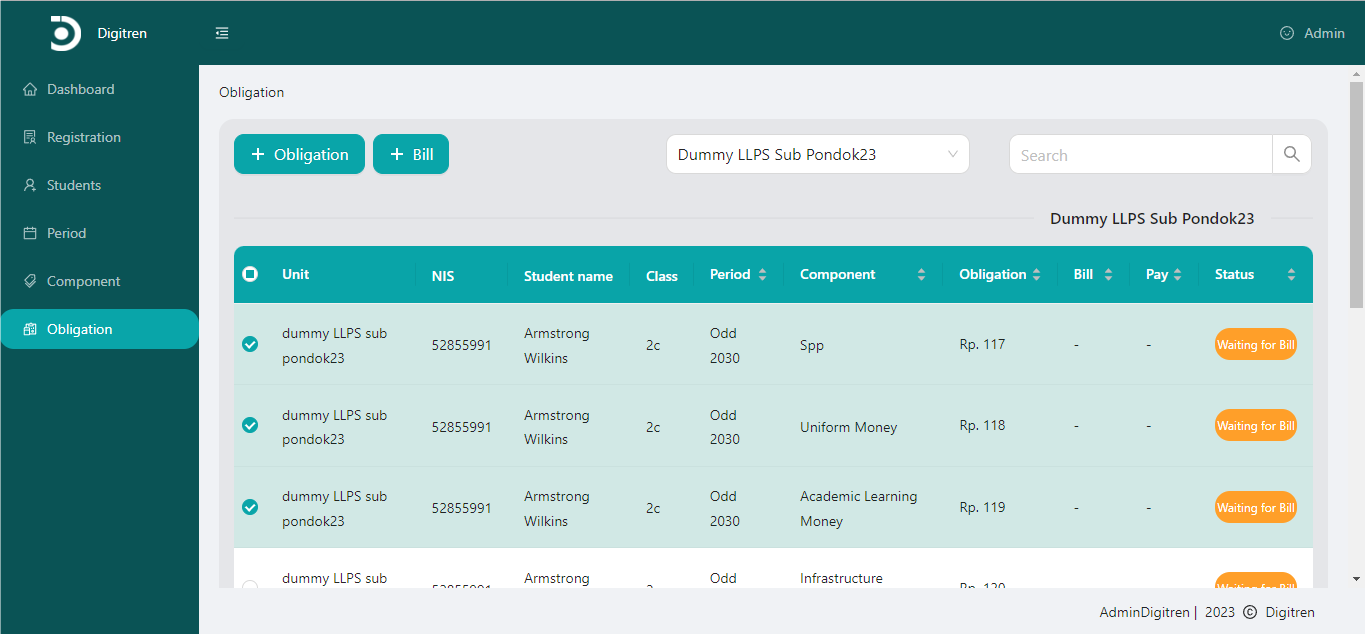 Digitren
Admin
Dashboard
Registration
Students
Period
Component
Obligation
Obligation
+ Obligation
+ Bill
Dummy LLPS Sub Pondok23
Search
Dummy LLPS Sub Pondok23
Unit NIS Student name Class Period Component Obligation Bill Pay Status
dummy LLPS sub pondok23 52855991 Armstrong Wilkins 2c Odd 2030 Spp Rp. 117 - - Waiting for Bill
dummy LLPS sub pondok23 52855991 Armstrong Wilkins 2c Odd 2030 Uniform Money Rp. 118 - - Waiting for Bill
dummy LLPS sub pondok23 52855991 Armstrong Wilkins 2c Odd 2030 Academic Learning Money Rp. 119 - - Waiting for Bill
dummy LLPS sub 52855991 Armstrong Odd Infrastructure Rp. 120 Waiting for Bill
AdminDigitren | 2023 © Digitren